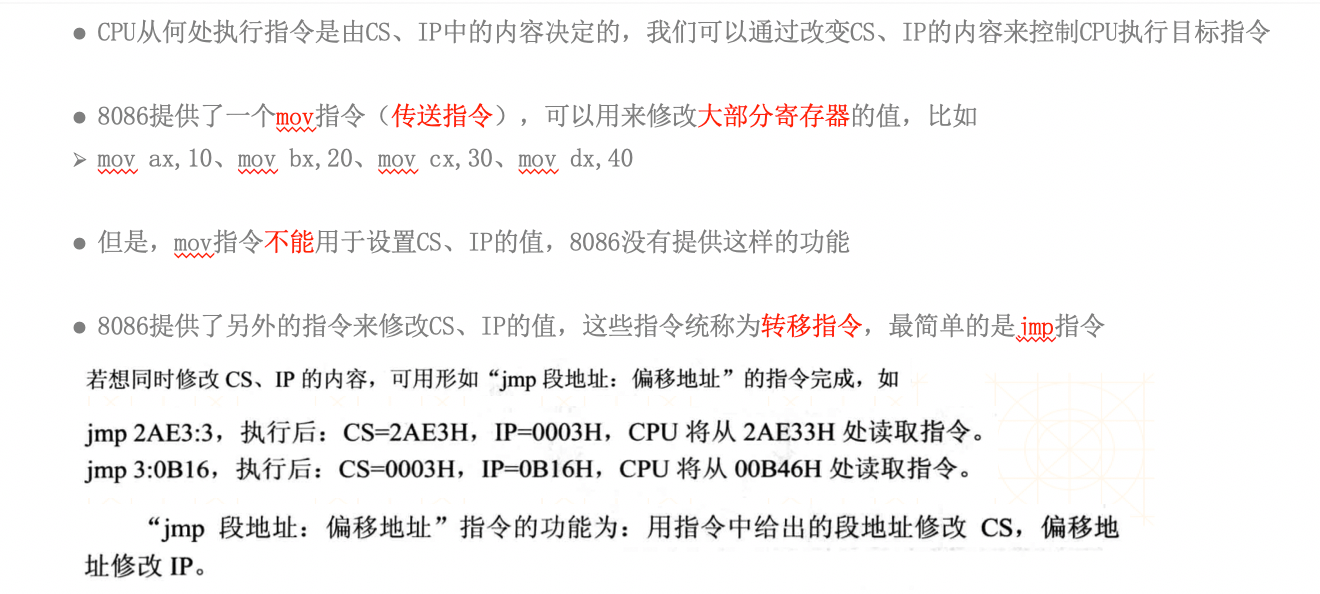 ● CPU从何处执行指令是由CS、IP中的内容决定的，我们可以通过改变CS、IP的内容来控制CPU执行目标指令
● 8086提供了一个mov指令（传送指令），可以用来修改大部分寄存器的值，比如
➢ mov ax,10、mov bx,20、mov cx,30、mov dx,40
● 但是，mov指令不能用于设置CS、IP的值，8086没有提供这样的功能
● 8086提供了另外的指令来修改CS、IP的值，这些指令统称为转移指令，最简单的是jmp指令
若想同时修改 CS、IP 的内容，可用形如“jmp 段地址：偏移地址”的指令完成，如
jmp 2AE3:3，执行后：CS=2AE3H，IP=0003H，CPU 将从 2AE33H 处读取指令。
jmp 3:0B16，执行后：CS=0003H，IP=0B16H，CPU 将从 00B46H 处读取指令。
“jmp 段地址：偏移地址”指令的功能为：用指令中给出的段地址修改 CS，偏移地
址修改 IP。